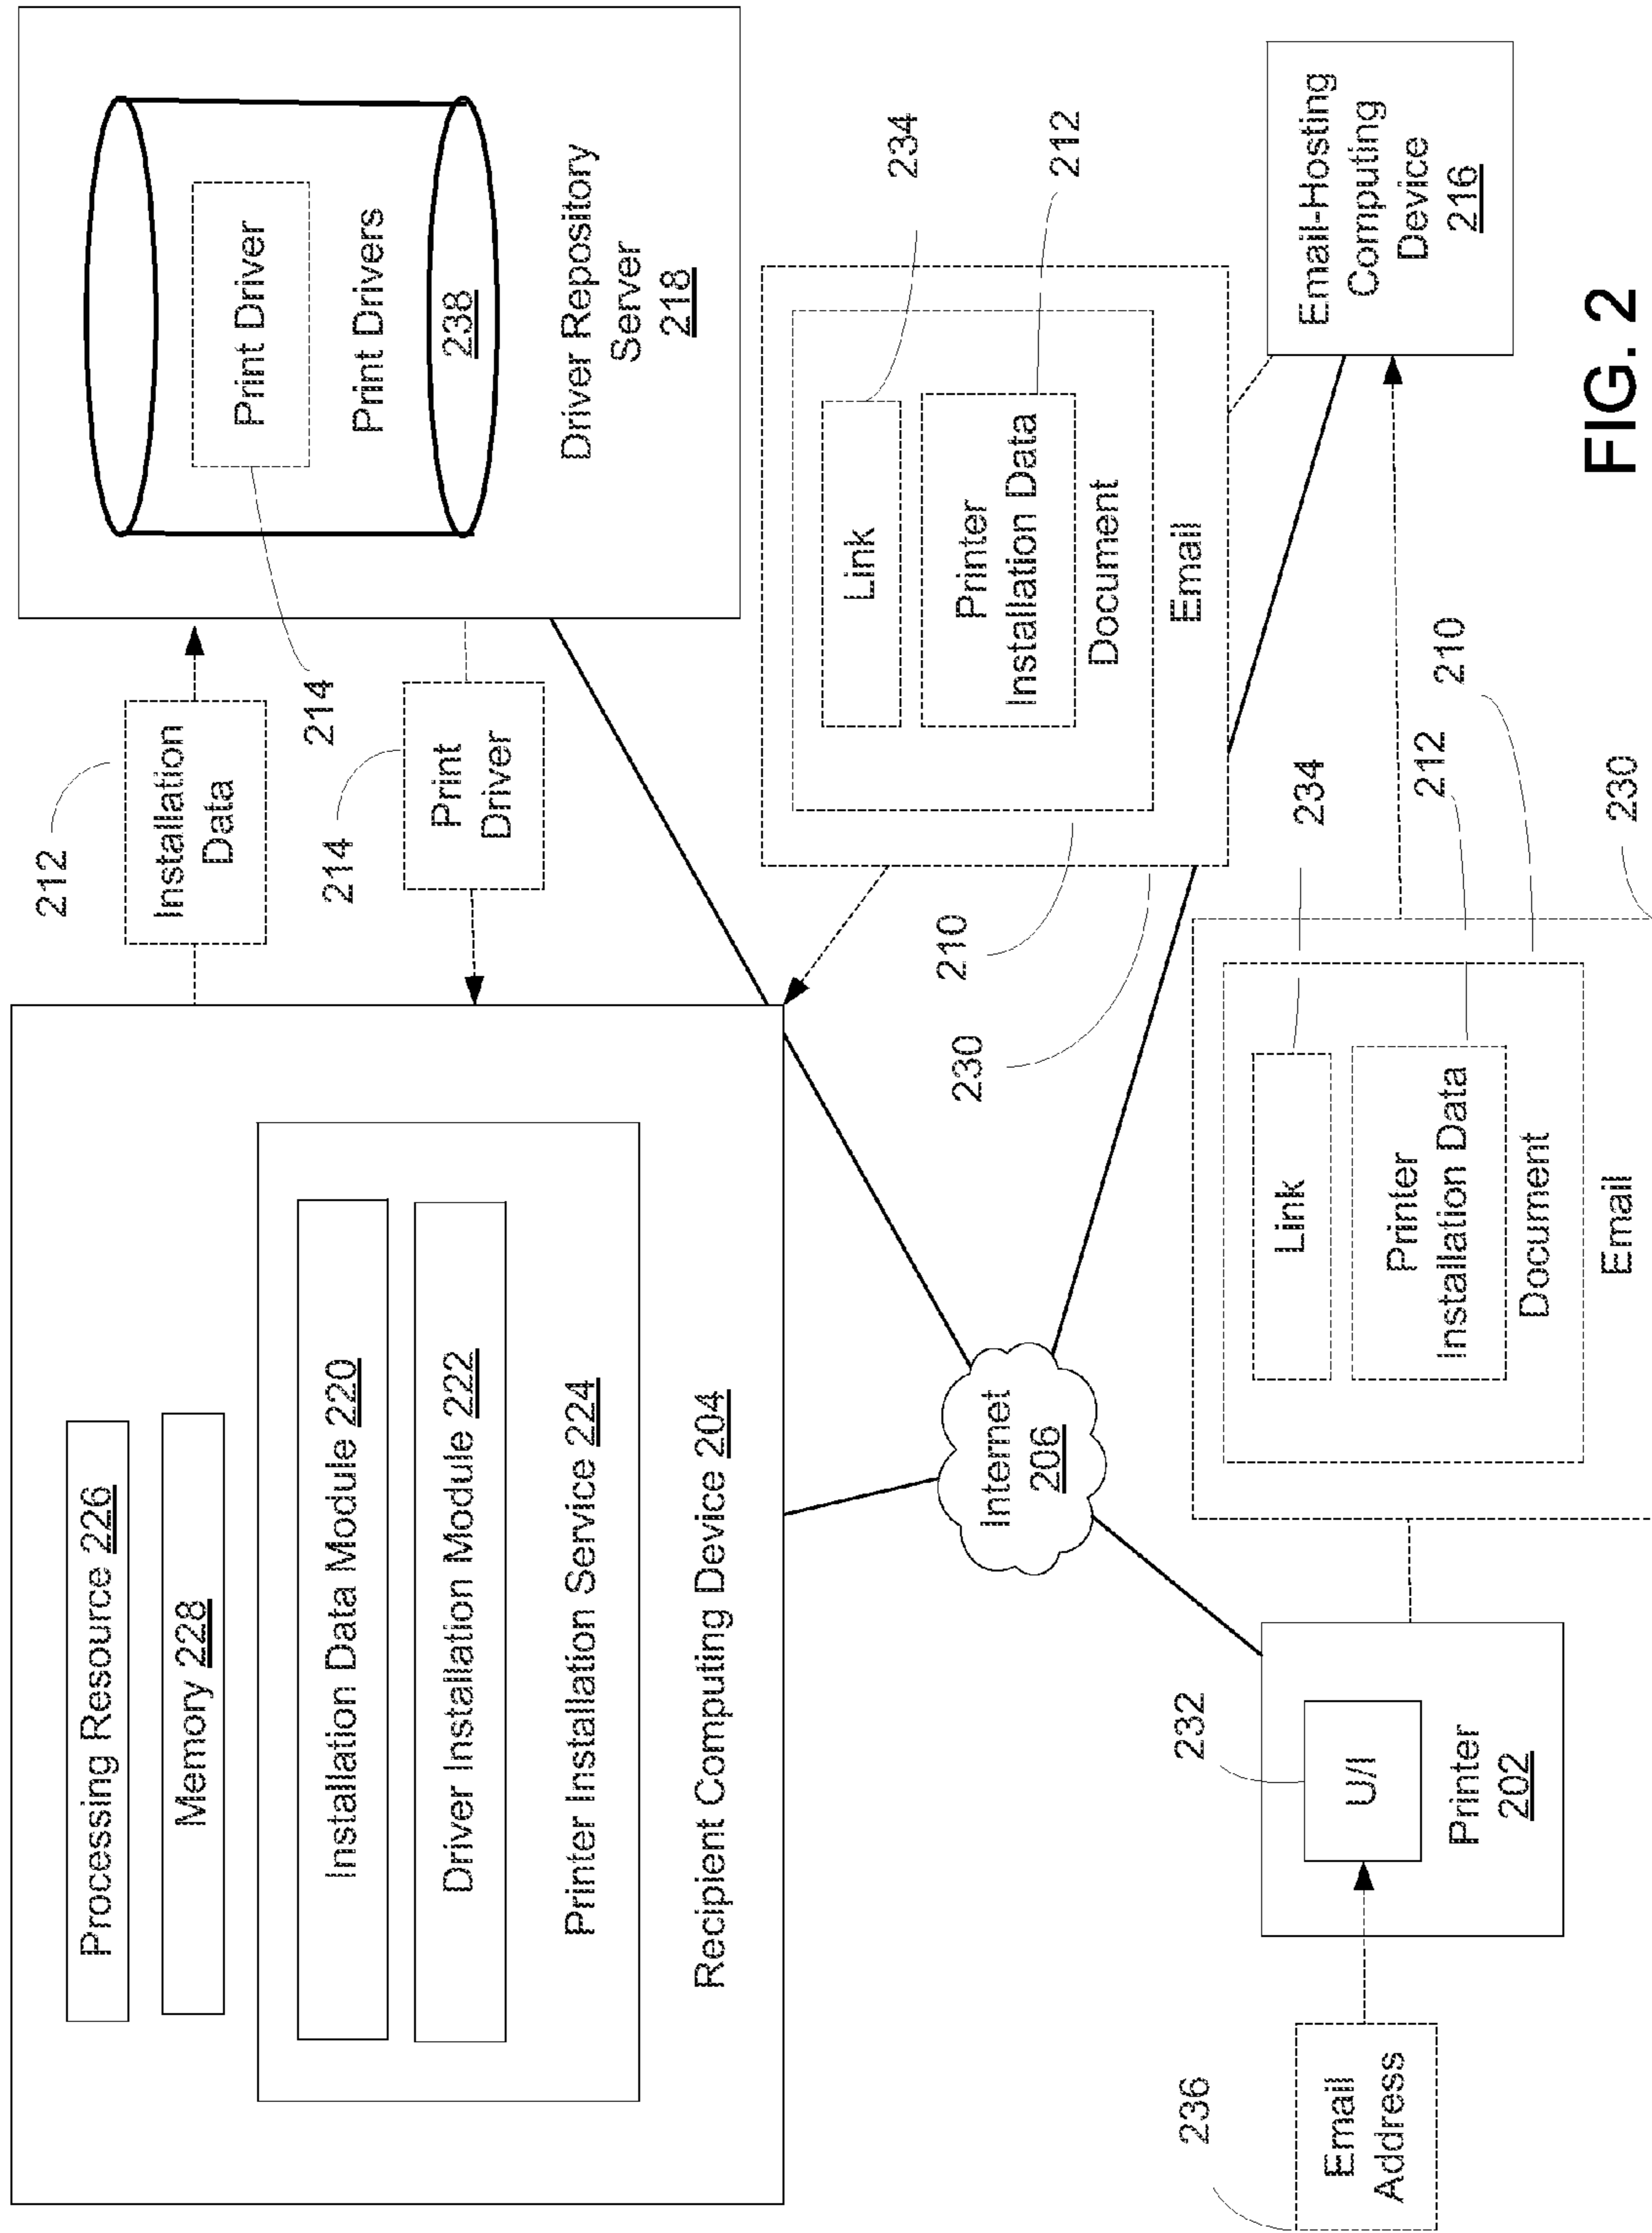 Processing Resource 226
Memory 228
Installation Data Module 220
Driver Installation Module 222
Printer Installation Service 224
Recipient Computing Device 204
212
Installation
Data
214
Print
Driver
214
Print Driver
Print Drivers
238
Driver Repository
Server
218
Internet
206
230
210
Link
Printer
Installation Data
Document
Email
234
212
236
Email
Address
232
U/I
Printer
202
Link
Printer
Installation Data
Document
Email
234
212
210
230
Email-Hosting
Computing
Device
216
FIG. 2